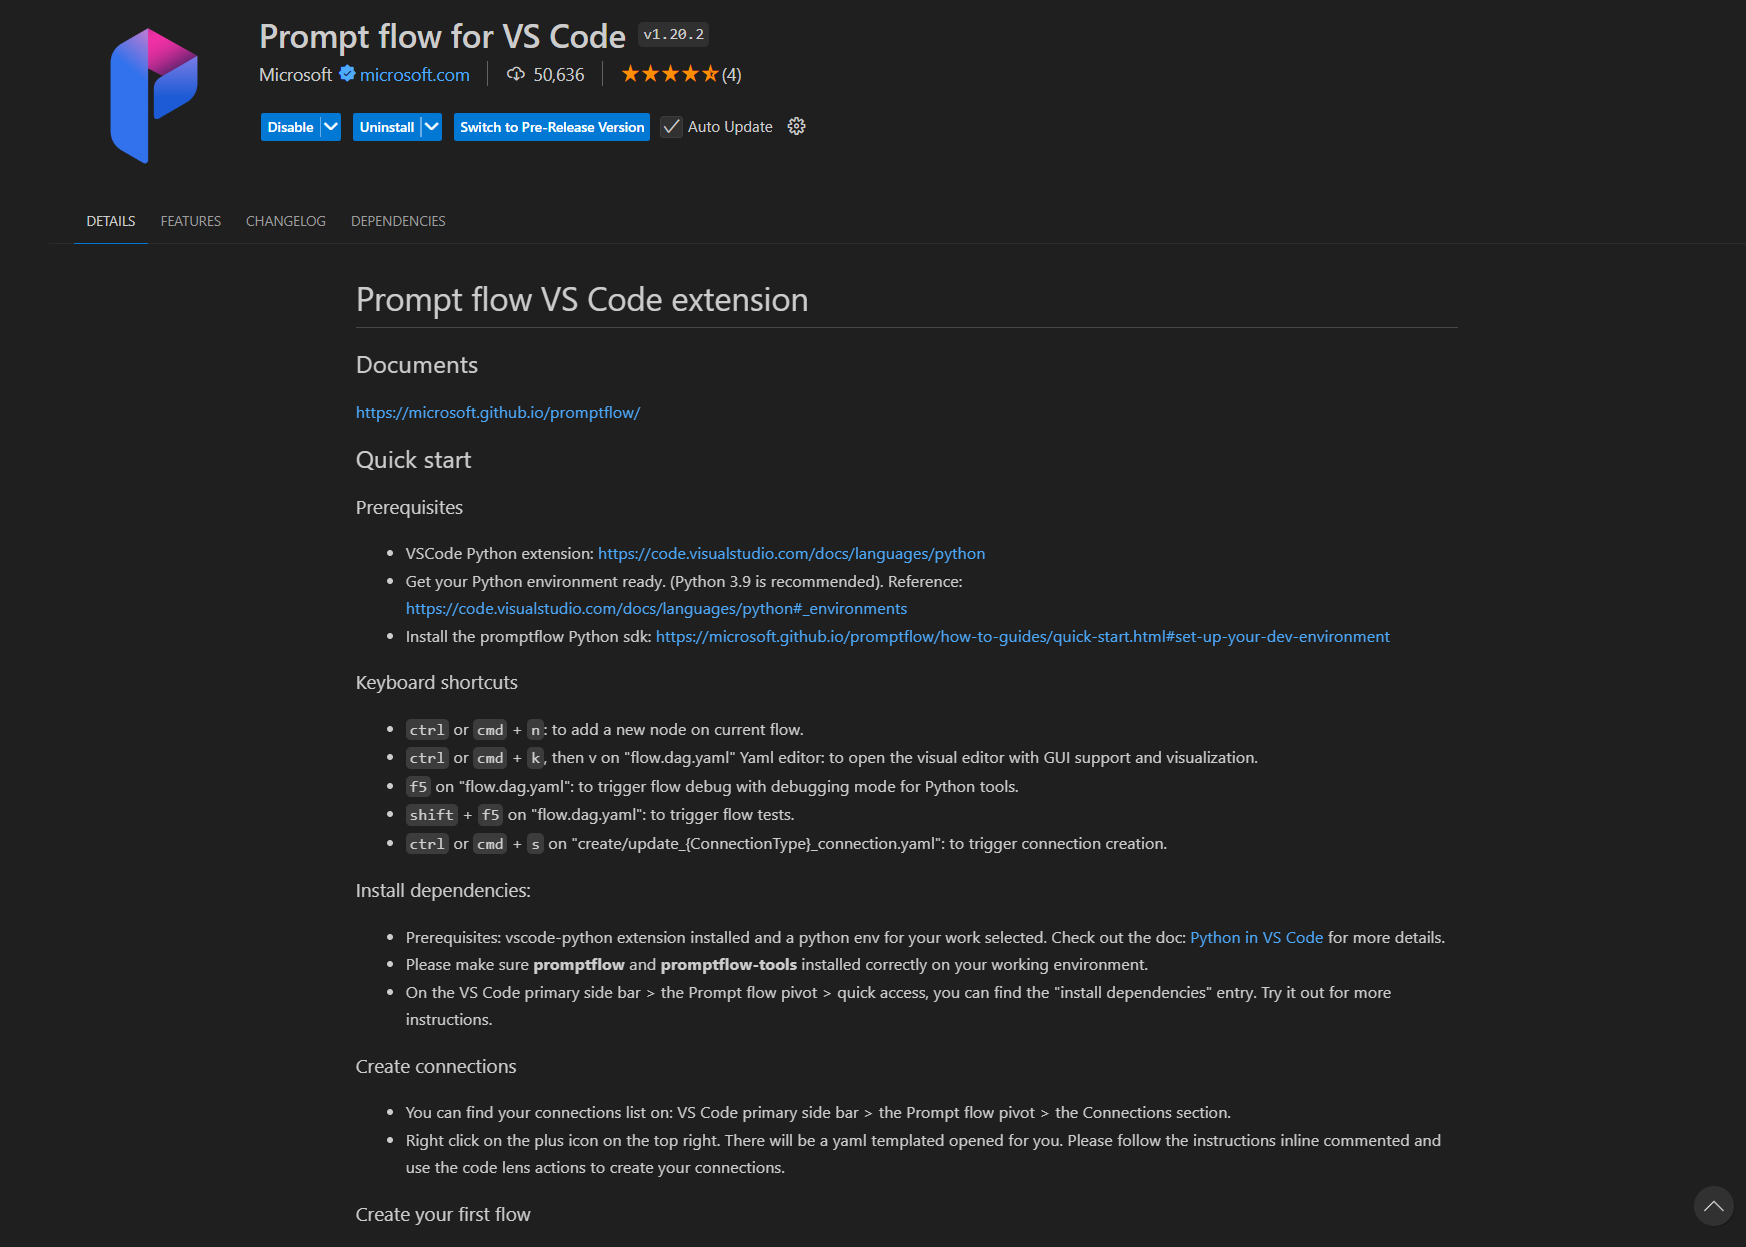 Prompt flow for VS Code v1.20.2
Microsoft microsoft.com 50,636 (4)
Disable Uninstall Switch to Pre-Release Version Auto Update
DETAILS FEATURES CHANGELOG DEPENDENCIES
Prompt flow VS Code extension
Documents
https://microsoft.github.io/promptflow/
Quick start
Prerequisites
• VSCode Python extension: https://code.visualstudio.com/docs/languages/python
• Get your Python environment ready. (Python 3.9 is recommended). Reference:
https://code.visualstudio.com/docs/languages/python#_environments
• Install the promptflow Python sdk: https://microsoft.github.io/promptflow/how-to-guides/quick-start.html#set-up-your-dev-environment
Keyboard shortcuts
• ctrl or cmd + n: to add a new node on current flow.
• ctrl or cmd + k, then v on "flow.dag.yaml" Yaml editor: to open the visual editor with GUI support and visualization.
• f5 on "flow.dag.yaml": to trigger flow debug with debugging mode for Python tools.
• shift + f5 on "flow.dag.yaml": to trigger flow tests.
• ctrl or cmd + s on "create/update_{ConnectionType}_connection.yaml": to trigger connection creation.
Install dependencies:
• Prerequisites: vscode-python extension installed and a python env for your work selected. Check out the doc: Python in VS Code for more details.
• Please make sure promptflow and promptflow-tools installed correctly on your working environment.
• On the VS Code primary side bar > the Prompt flow pivot > quick access, you can find the "install dependencies" entry. Try it out for more
instructions.
Create connections
• You can find your connections list on: VS Code primary side bar > the Prompt flow pivot > the Connections section.
• Right click on the plus icon on the top right. There will be a yaml templated opened for you. Please follow the instructions inline commented and
use the code lens actions to create your connections.
Create your first flow